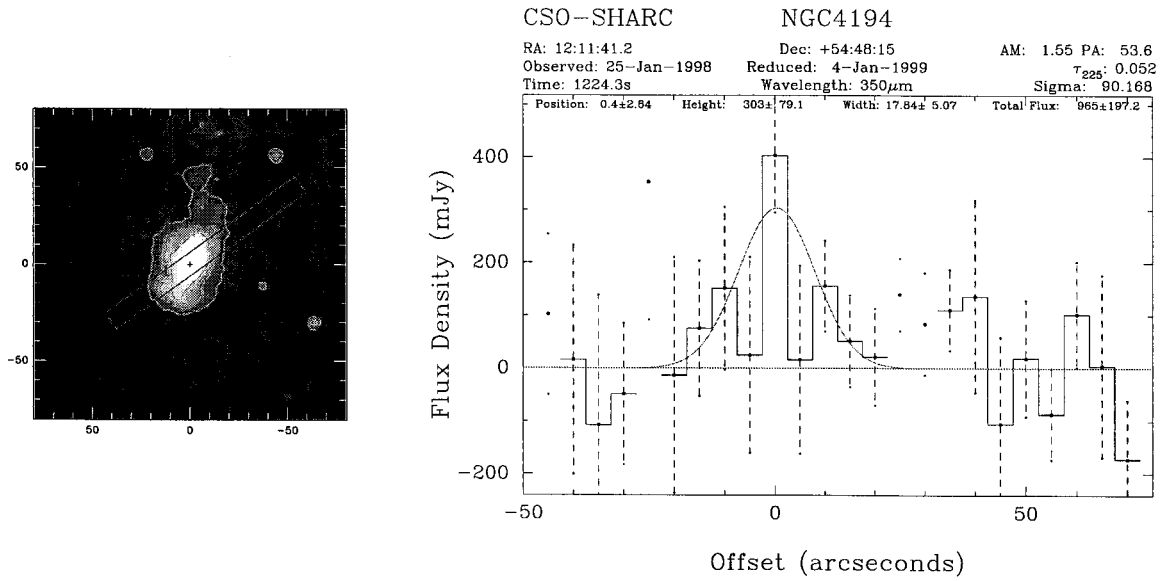 CSO-SHARC NGC4194
RA: 12:11:41.2 Dec: +54:48:15 AM: 1.55 PA: 53.6
Observed: 25-Jan-1998 Reduced: 4-Jan-1999 τ225: 0.052
Time: 1224.3s Wavelength: 350μm Sigma: 90.168
Position: 0.4±2.64 Height: 303± 79.1 Width: 17.84± 5.07 Total Flux: 965±197.2
50
0
-50
50 0 -50
400
200
0
-200
Flux Density (mJy)
-50 0 50
Offset (arcseconds)